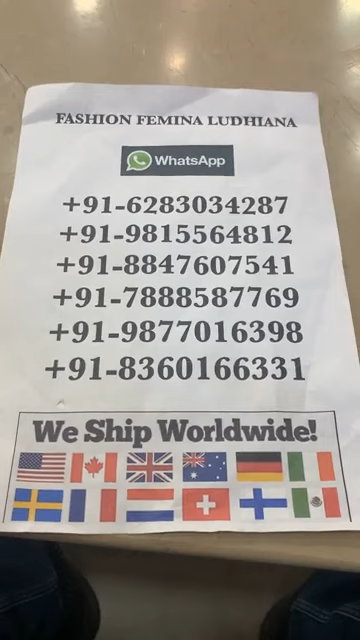 FASHION FEMINA LUDHIANA
WhatsApp
+91-6283034287
+91-9815564812
+91-8847607541
+91-7888587769
+91-9877016398
+91-8360166331
We Ship Worldwide!